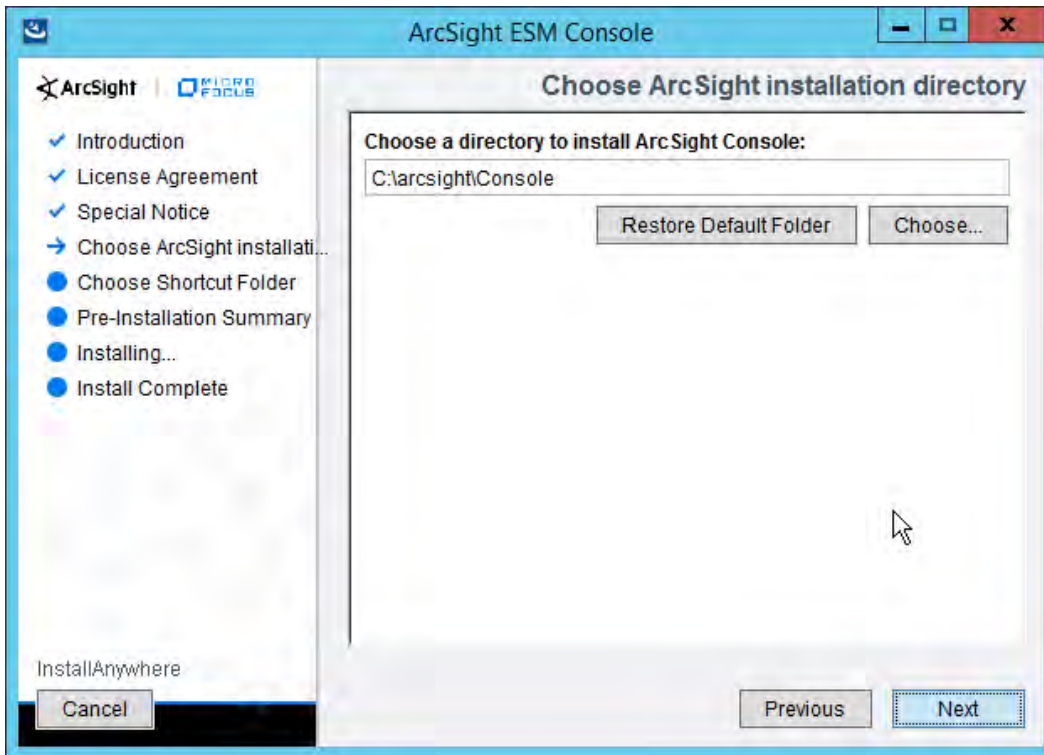 ArcSight ESM Console
ArcSight | MICRO FOCUS
Choose ArcSight installation directory
Introduction
License Agreement
Special Notice
Choose ArcSight installati...
Choose Shortcut Folder
Pre-Installation Summary
Installing...
Install Complete
Choose a directory to install ArcSight Console:
C:\arcsight\Console
Restore Default Folder
Choose...
InstallAnywhere
Cancel
Previous
Next